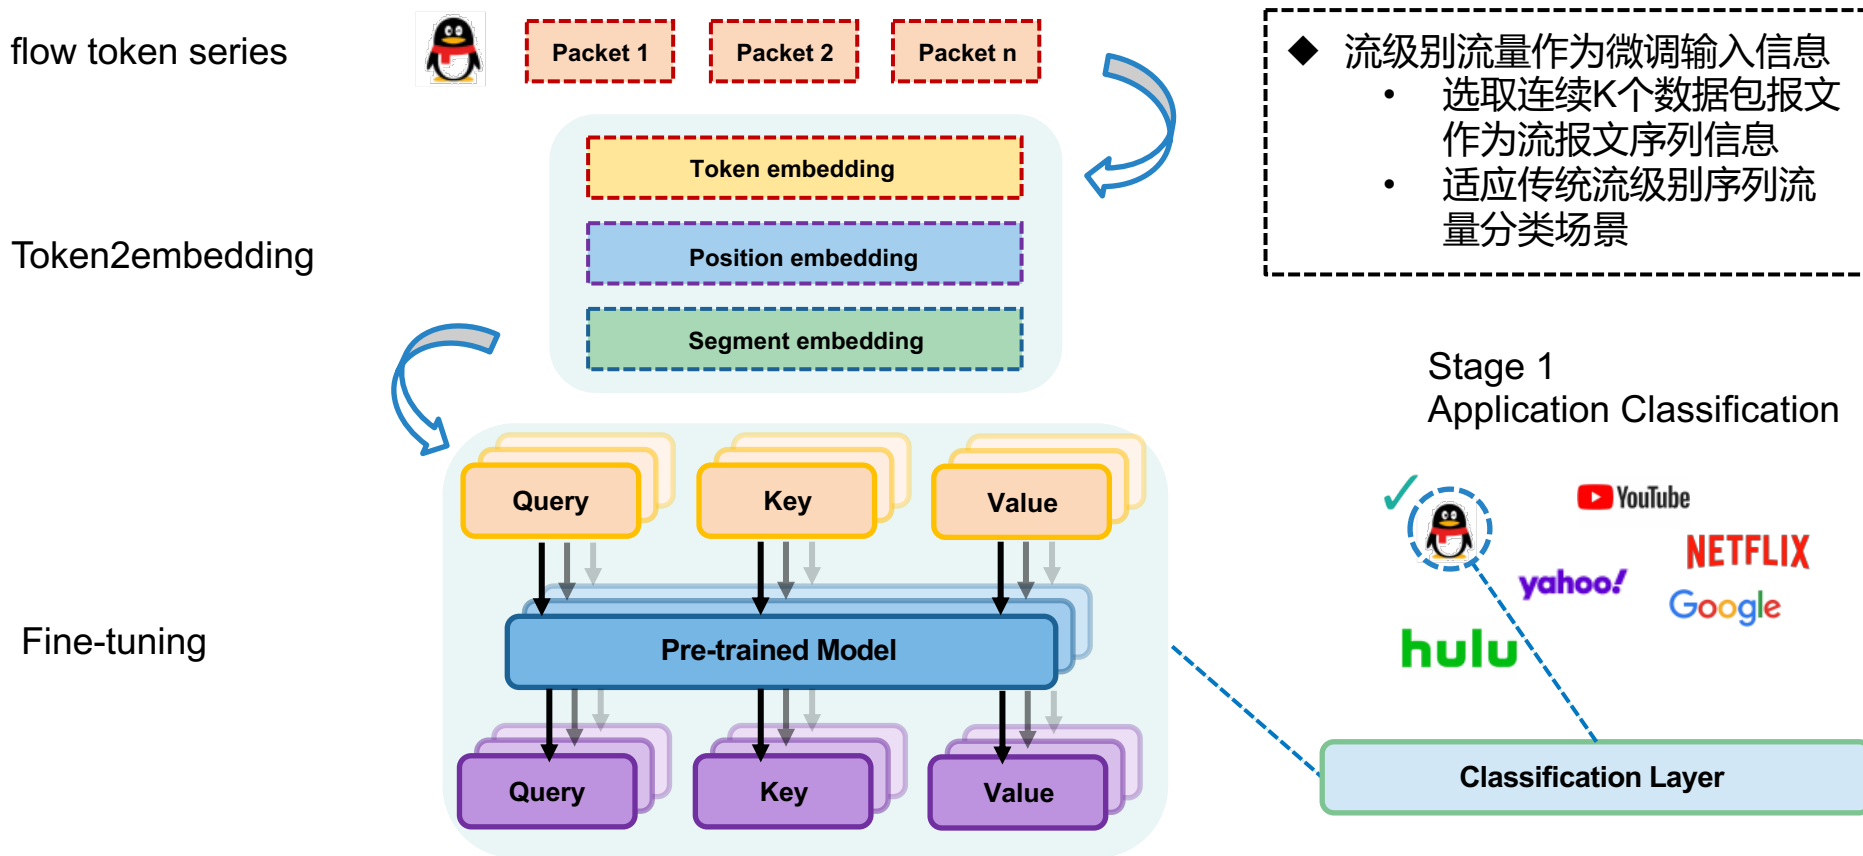 flow token series
Packet 1
Packet 2
Packet n
◆ 流级别流量作为微调输入信息
• 选取连续K个数据包报文
作为流报文序列信息
• 适应传统流级别序列流
量分类场景
Token2embedding
Token embedding
Position embedding
Segment embedding
Stage 1
Application Classification
Fine-tuning
Query
Key
Value
Pre-trained Model
Query
Key
Value
YouTube
NETFLIX
yahoo!
Google
hulu
Classification Layer